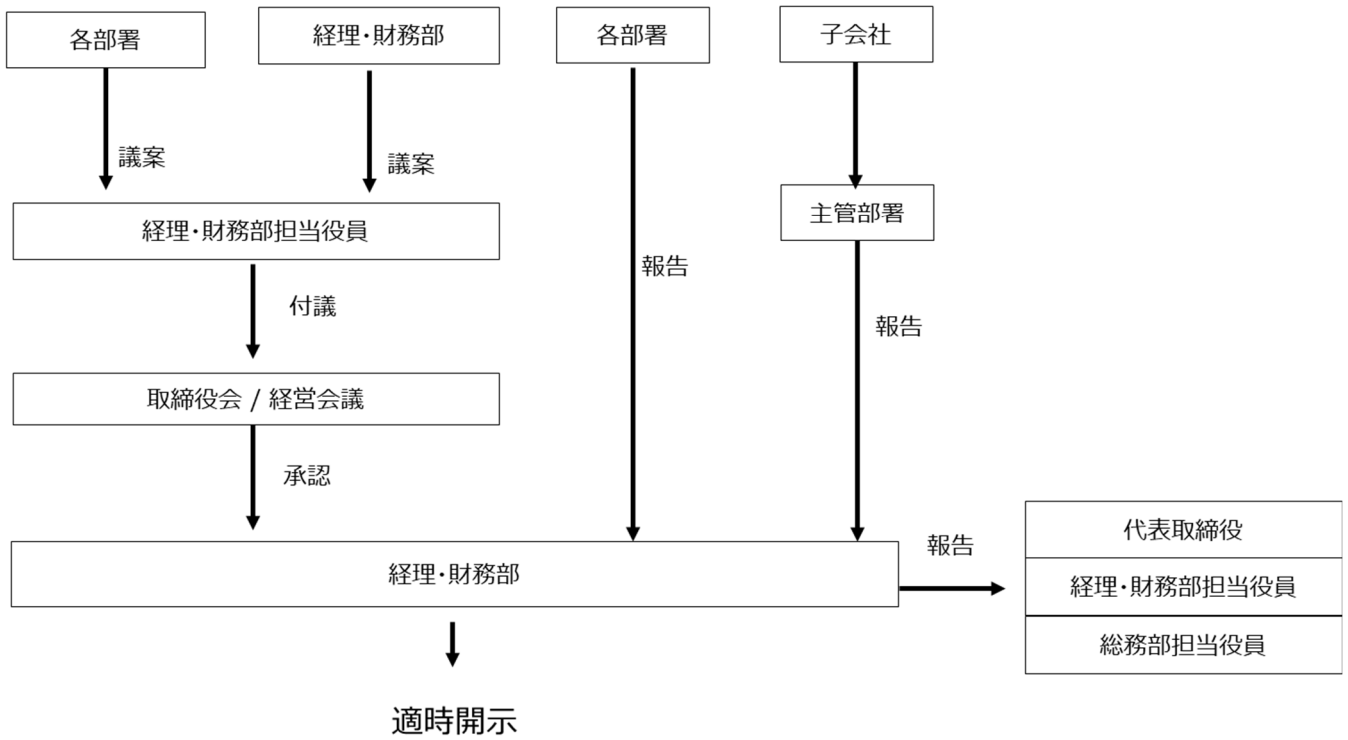 各部署
経理・財務部
各部署
子会社
議案
議案
主管部署
経理・財務部担当役員
報告
付議
報告
取締役会 / 経営会議
承認
代表取締役
報告
経理・財務部
経理・財務部担当役員
総務部担当役員
適時開示